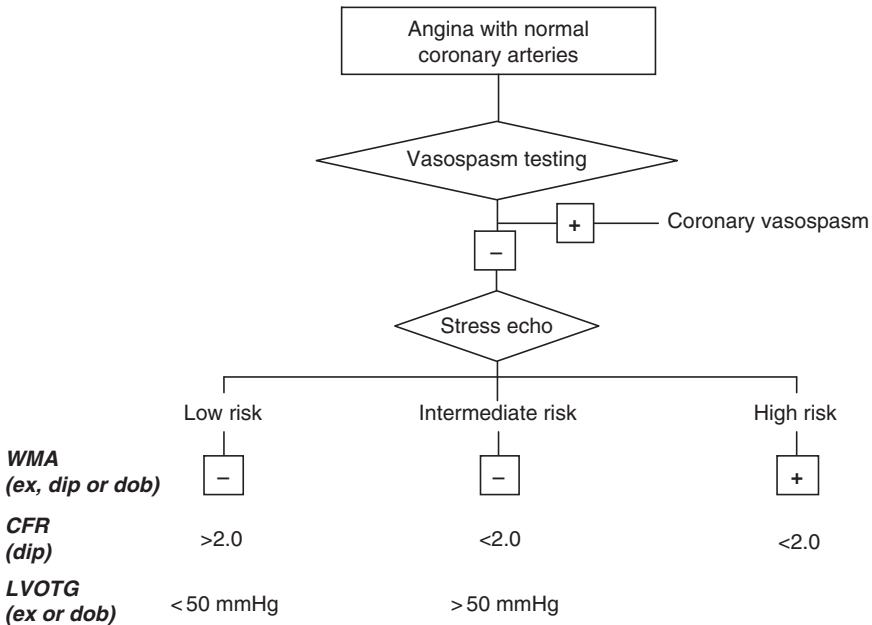 Angina with normal
coronary arteries
Vasospasm testing
+
Coronary vasospasm
–
Stress echo
Low risk
Intermediate risk
High risk
WMA
(ex, dip or dob)
–
–
+
CFR
(dip)
>2.0
<2.0
<2.0
LVOTG
(ex or dob)
<50 mmHg
>50 mmHg